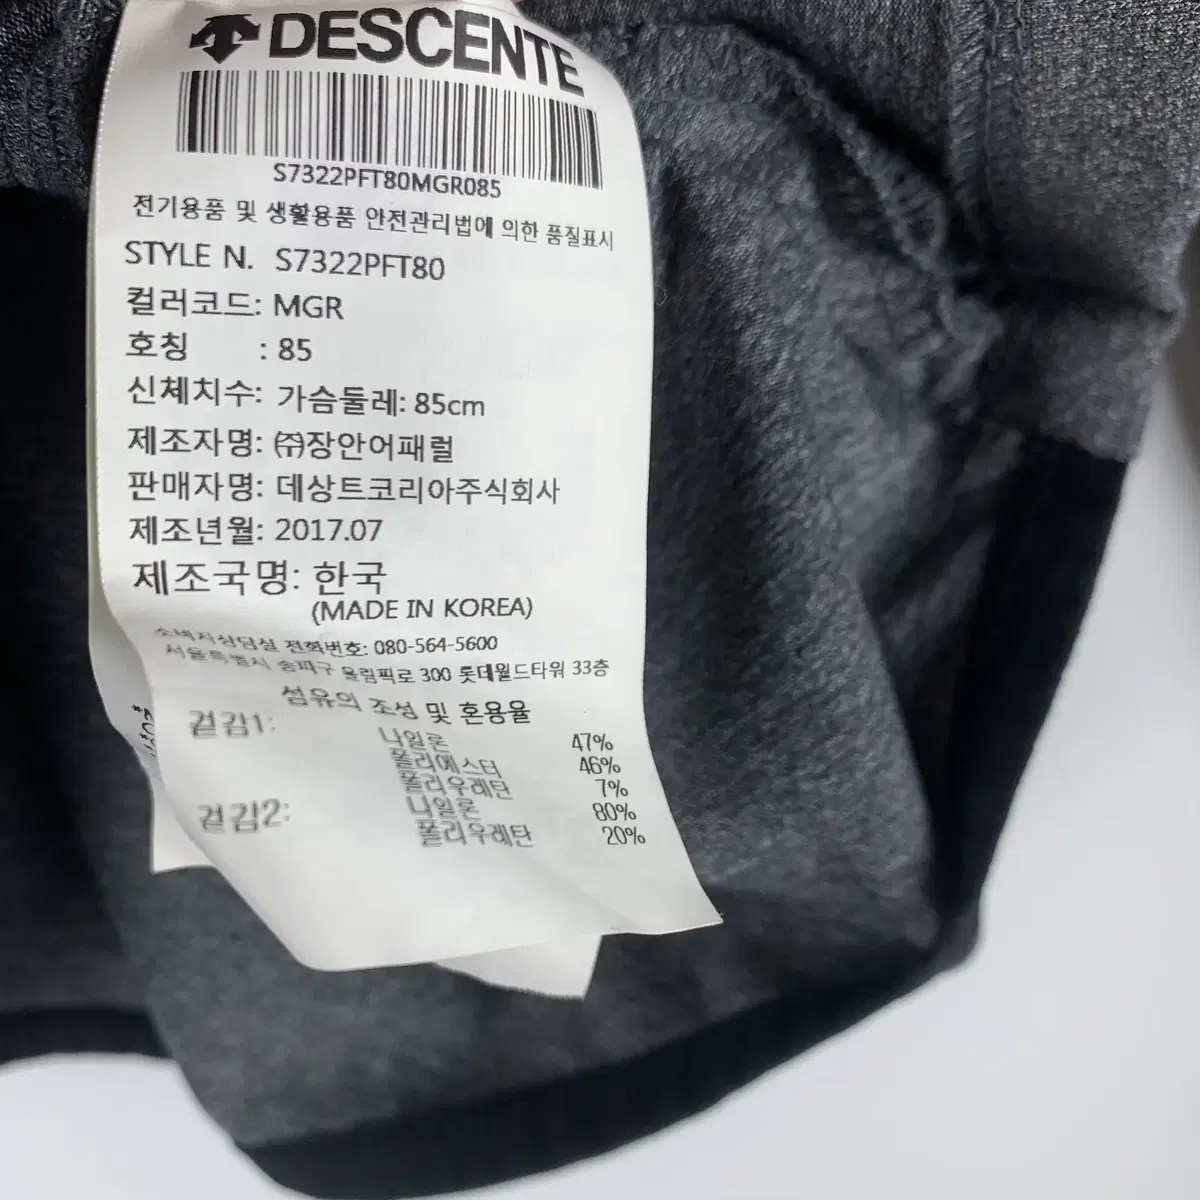 DESCENTE
S7322PFT80MGR085
전기용품 및 생활용품 안전관리법에 의한 품질표시
STYLE N. S7322PFT80
컬러코드: MGR
호칭 : 85
신체치수: 가슴둘레: 85cm
제조자명: ㈜장안어패럴
판매자명: 데상트코리아주식회사
제조년월: 2017.07
제조국명: 한국
(MADE IN KOREA)
소비자상담실 전화번호: 080-564-5600
서울특별시 송파구 올림픽로 300 롯데월드타워 33층
섬유의 조성 및 혼용율
겉감1: 나일론 47%
폴리에스터 46%
폴리우레탄 7%
겉감2: 나일론 80%
폴리우레탄 20%